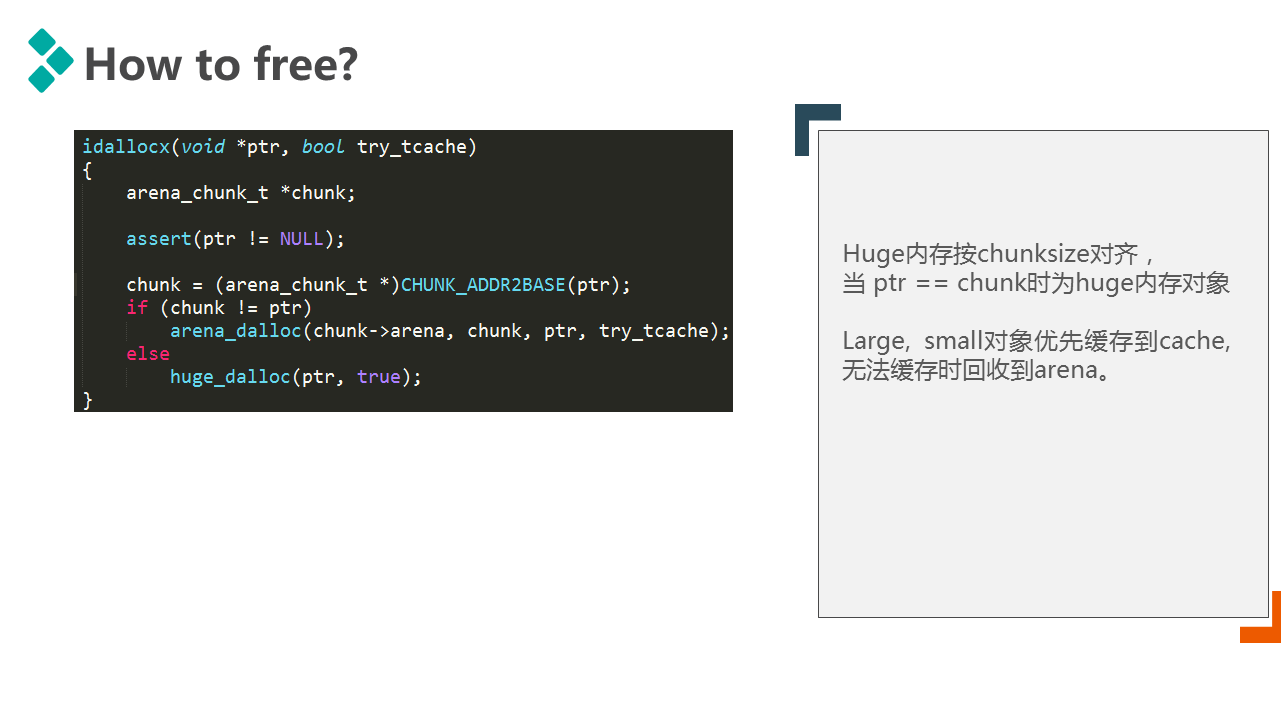 How to free?
idallocx(void *ptr, bool try_tcache)
{
    arena_chunk_t *chunk;
    assert(ptr != NULL);
    chunk = (arena_chunk_t *)CHUNK_ADDR2BASE(ptr);
    if (chunk != ptr)
        arena_dalloc(chunk->arena, chunk, ptr, try_tcache);
    else
        huge_dalloc(ptr, true);
}
Huge内存按chunksize对齐，
当 ptr == chunk时为huge内存对象
Large, small对象优先缓存到cache,
无法缓存时回收到arena。